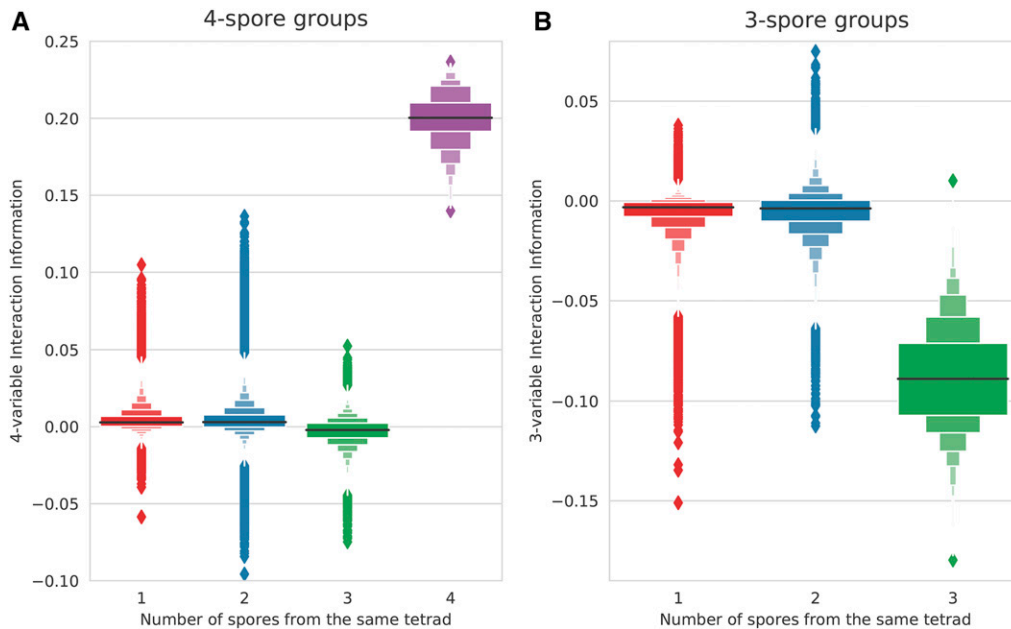 A
4-spore groups
4-variable Interaction Information
0.25
0.20
0.15
0.10
0.05
0.00
−0.05
−0.10
1 2 3 4
Number of spores from the same tetrad
B
3-spore groups
3-variable Interaction Information
0.05
0.00
−0.05
−0.10
−0.15
1 2 3
Number of spores from the same tetrad